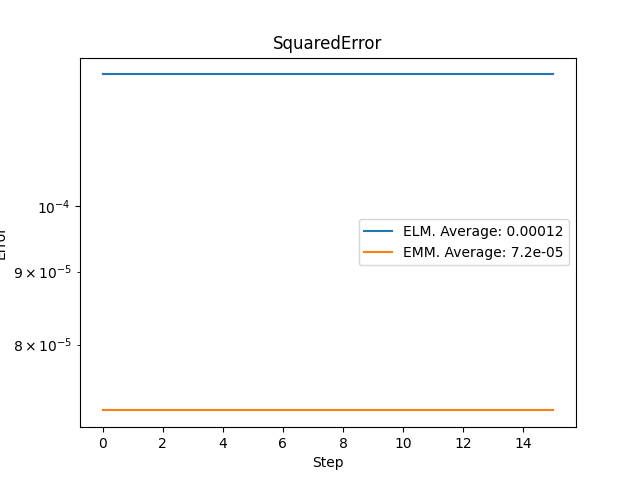 SquaredError
Error
10⁻⁴
9 × 10⁻⁵
8 × 10⁻⁵
ELM. Average: 0.00012
EMM. Average: 7.2e-05
0 2 4 6 8 10 12 14
Step